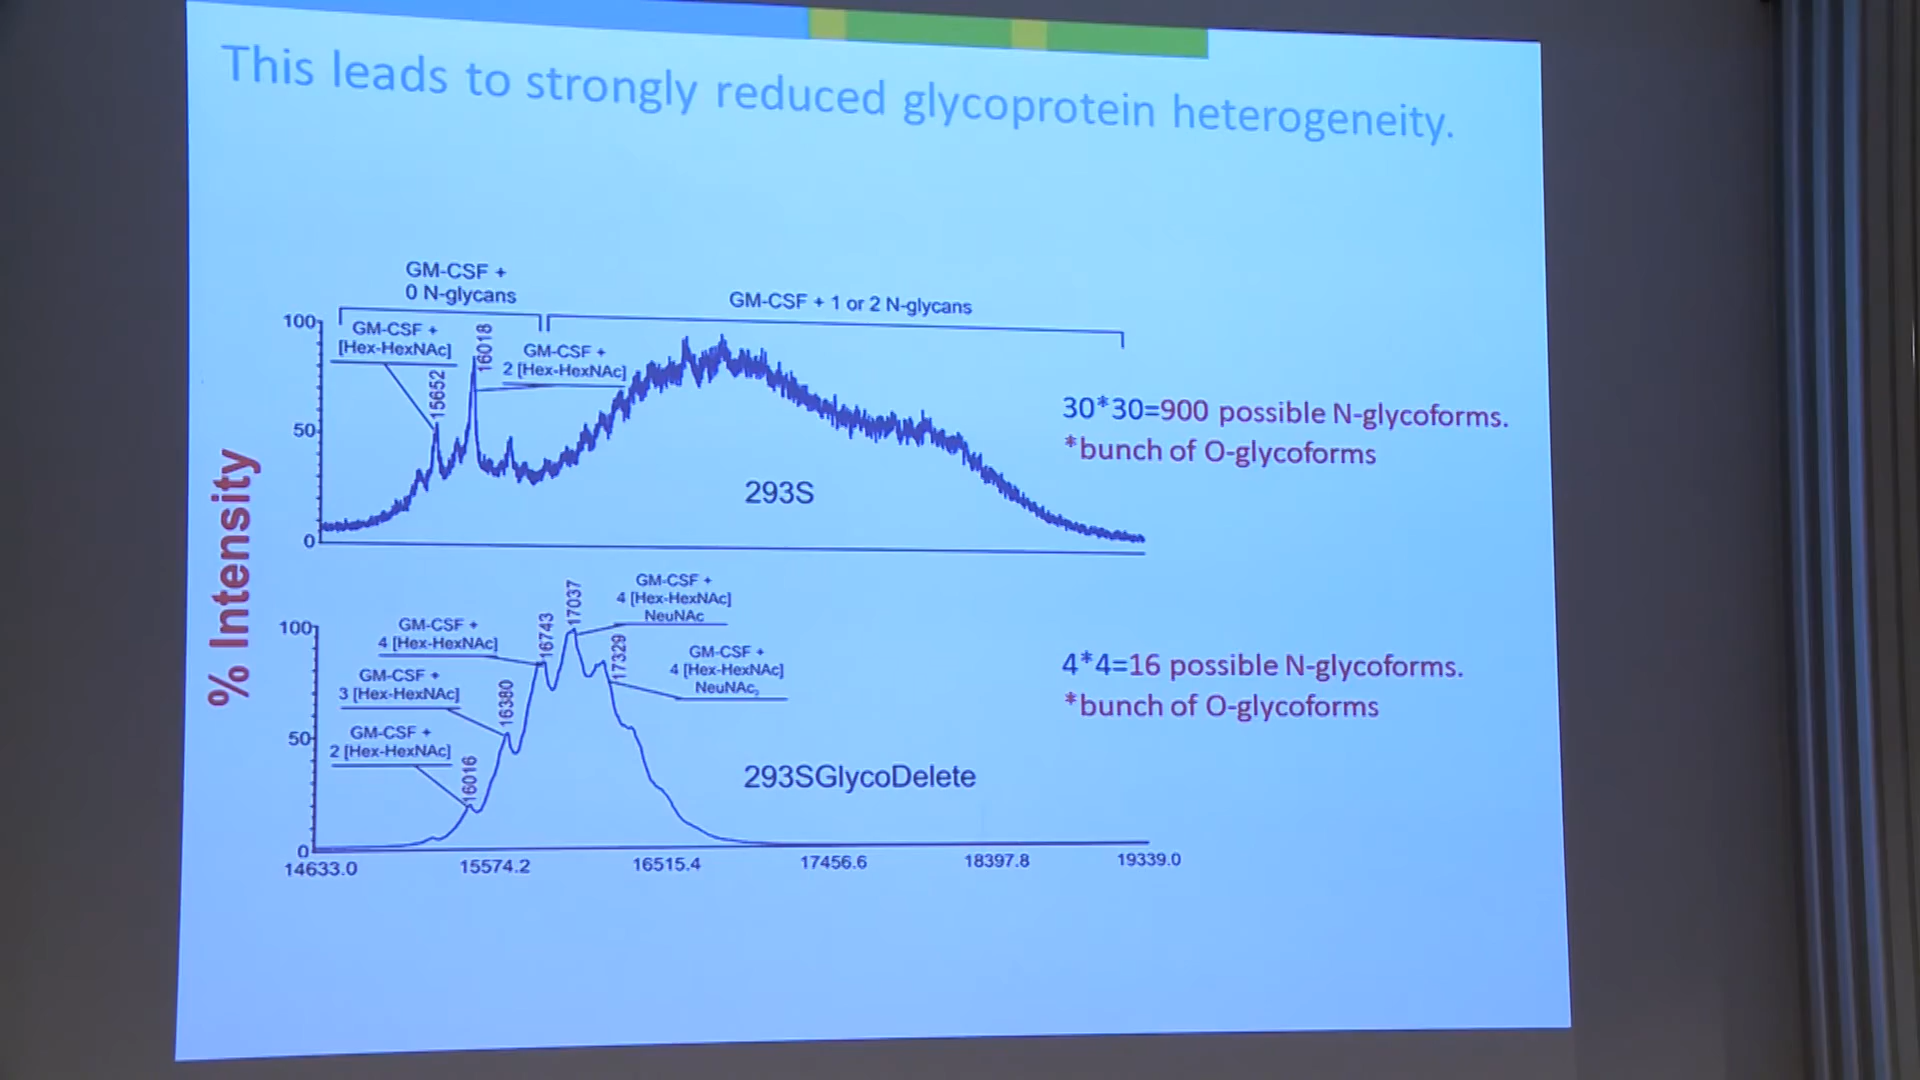 This leads to strongly reduced glycoprotein heterogeneity.
GM-CSF +
0 N-glycans
GM-CSF + 1 or 2 N-glycans
100
GM-CSF +
[Hex-HexNAc]
15652
16018
GM-CSF +
2 [Hex-HexNAc]
50
0
293S
30*30=900 possible N-glycoforms.
*bunch of O-glycoforms
% Intensity
100
GM-CSF +
4 [Hex-HexNAc]
16743
17037
GM-CSF +
4 [Hex-HexNAc]
NeuNAc
GM-CSF +
3 [Hex-HexNAc]
16380
17329
GM-CSF +
4 [Hex-HexNAc]
NeuNAc₂
50
GM-CSF +
2 [Hex-HexNAc]
16016
0
293SGlycoDelete
4*4=16 possible N-glycoforms.
*bunch of O-glycoforms
14633.0 15574.2 16515.4 17456.6 18397.8 19339.0